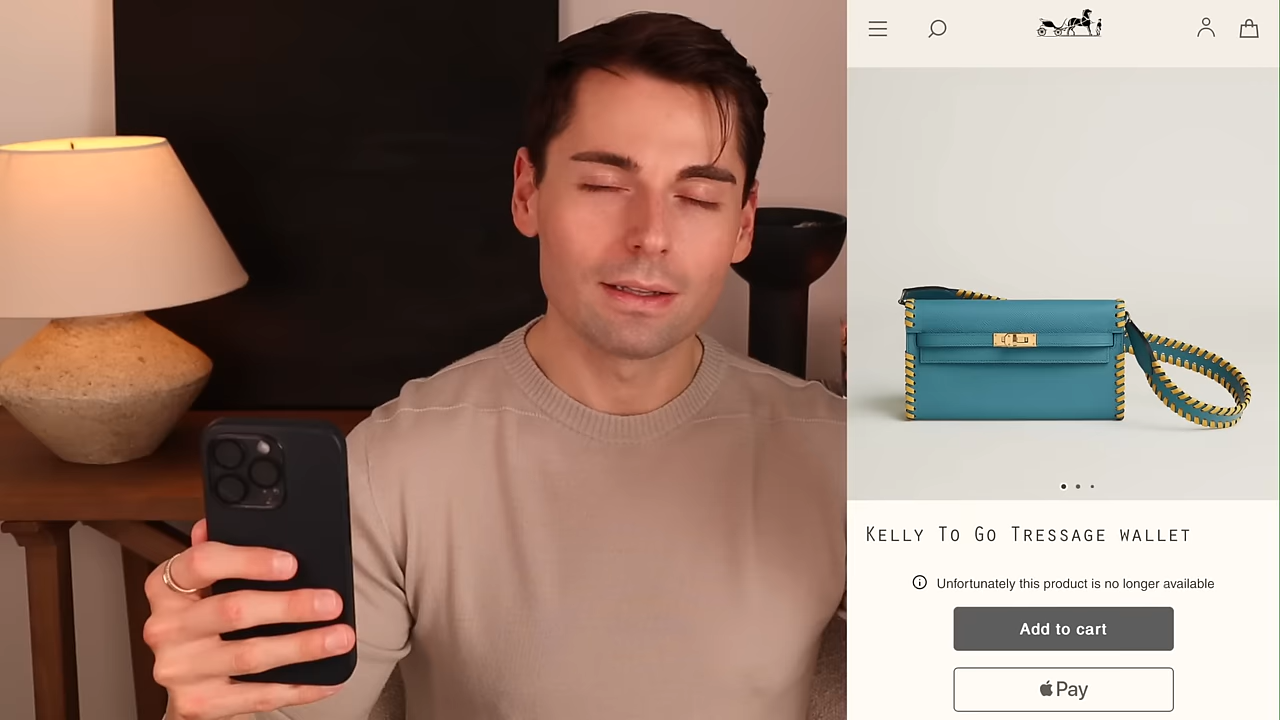 Kelly To Go Tressage wallet
Unfortunately this product is no longer available
Add to cart
Pay